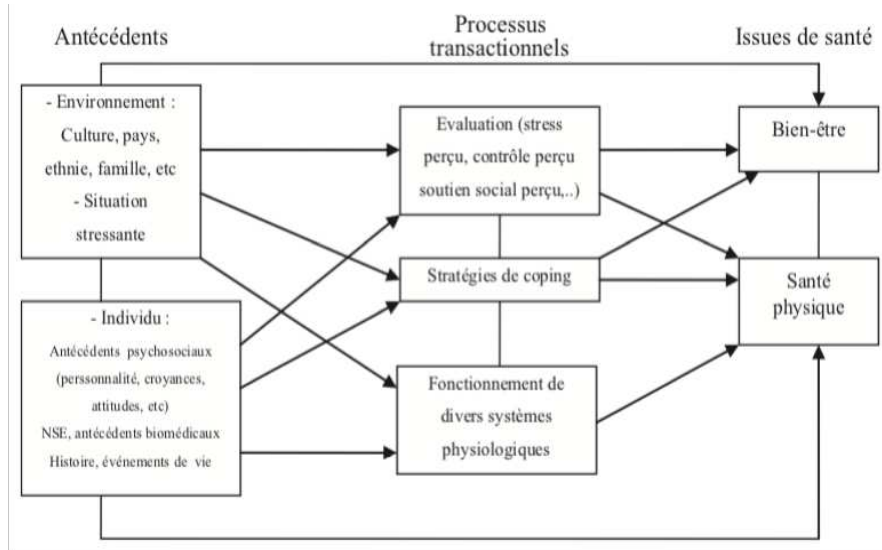 Antécédents
Processus
transactionnels
Issues de santé
- Environnement :
Culture, pays,
ethnie, famille, etc
- Situation
stressante
- Individu :
Antécédents psychosociaux
(perssonnalité, croyances,
attitudes, etc)
NSE, antécédents biomédicaux
Histoire, événements de vie
Evaluation (stress
perçu, contrôle perçu
soutien social perçu,..)
Stratégies de coping
Fonctionnement de
divers systèmes
physiologiques
Bien-être
Santé
physique